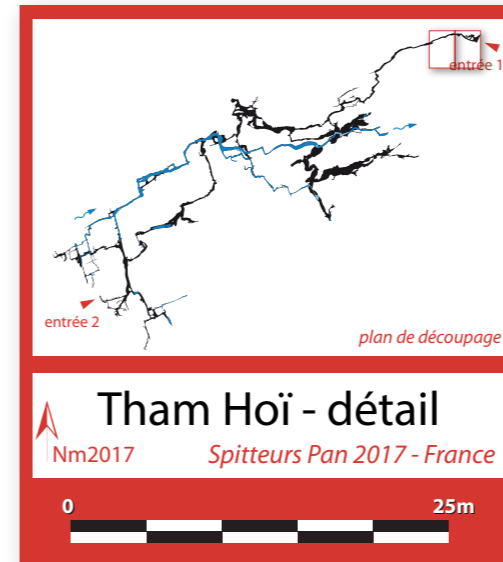 entrée 1
entrée 2
plan de découpage
Tham Hoï - détail
Nm2017 Spitteurs Pan 2017 - France
0 25m